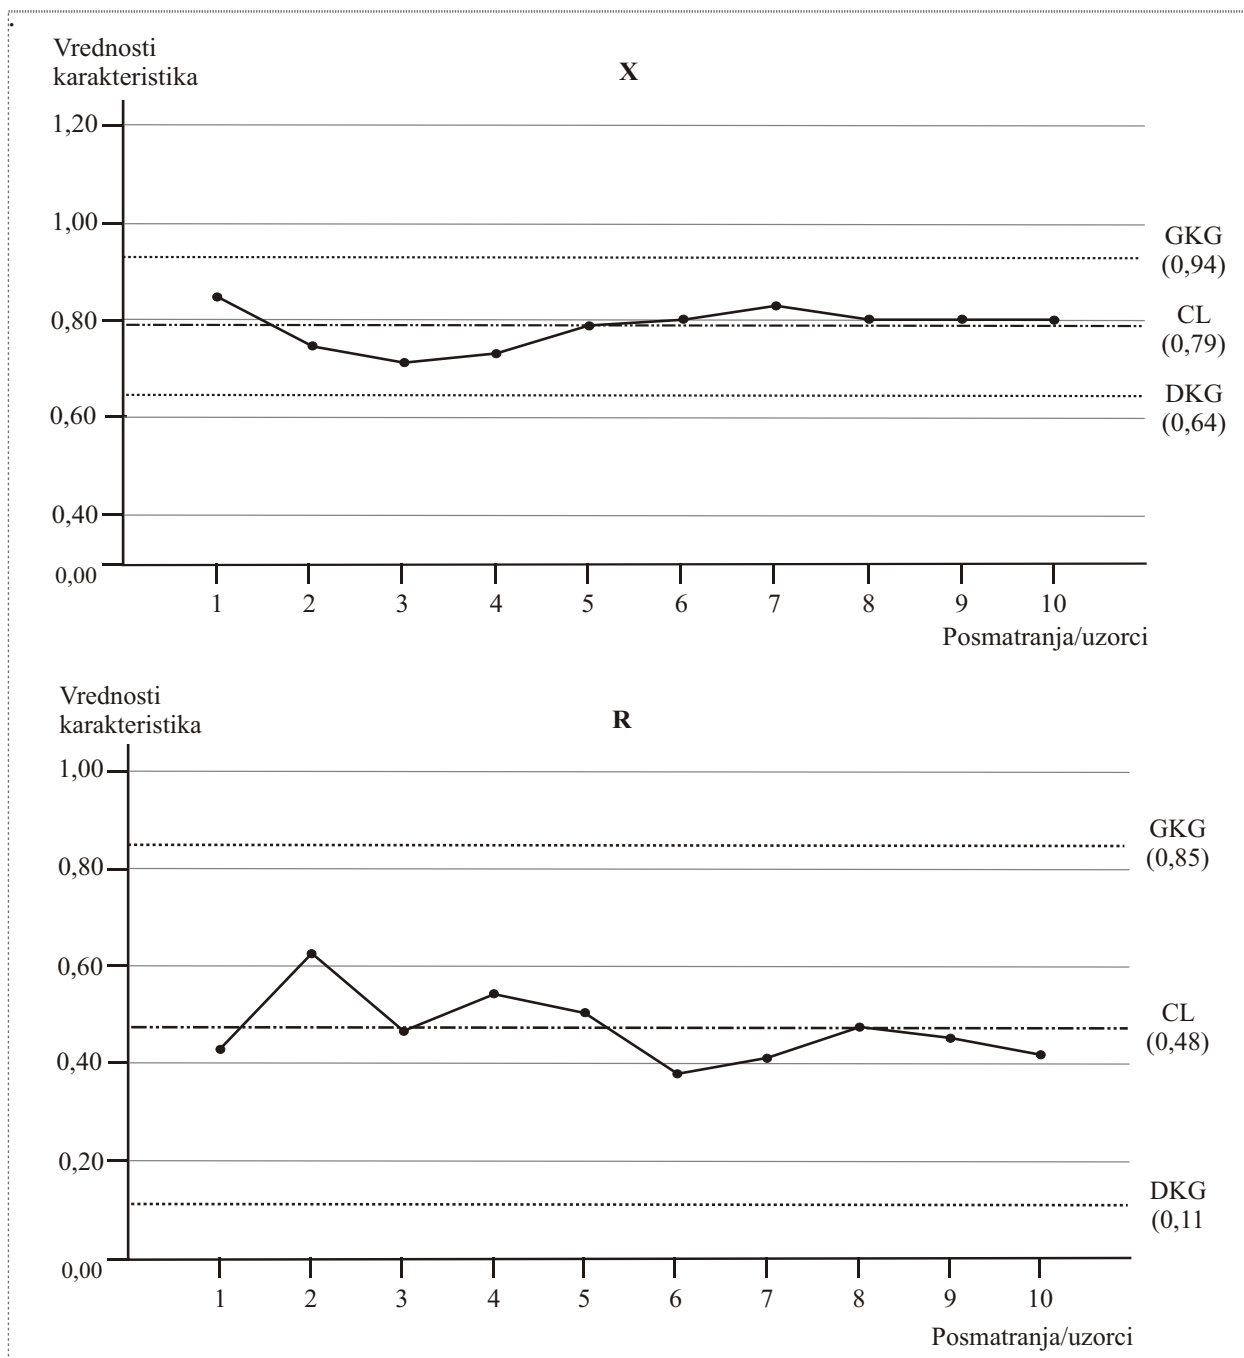 Vrednosti
karakteristika
X
1,20
1,00
GKG
(0,94)
0,80
CL
(0,79)
DKG
(0,64)
0,60
0,40
0,00
1 2 3 4 5 6 7 8 9 10
Posmatranja/uzorci
Vrednosti
karakteristika
R
1,00
GKG
(0,85)
0,80
0,60
CL
(0,48)
0,40
0,20
DKG
(0,11
0,00
1 2 3 4 5 6 7 8 9 10
Posmatranja/uzorci